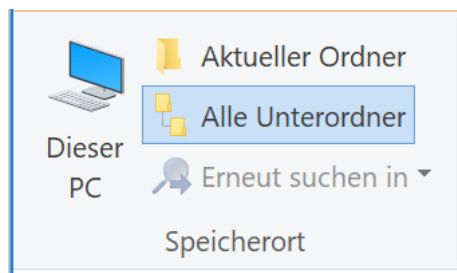 Aktueller Ordner
Alle Unterordner
Dieser
PC
Erneut suchen in
Speicherort